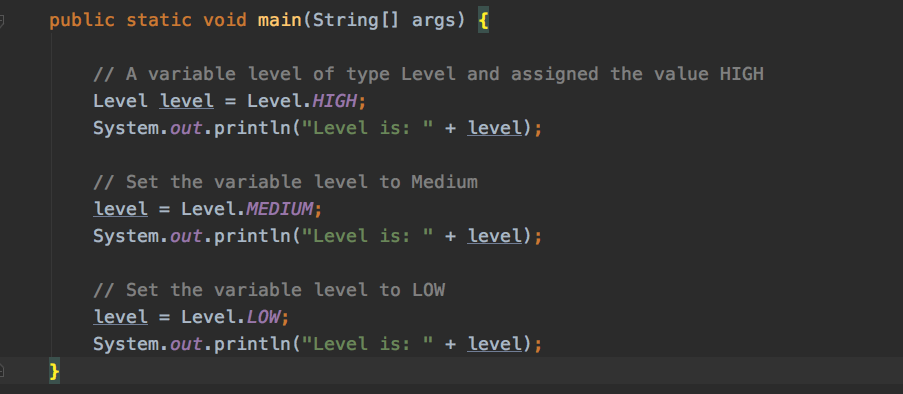 public static void main(String[] args) {
// A variable level of type Level and assigned the value HIGH
Level level = Level.HIGH;
System.out.println("Level is: " + level);
// Set the variable level to Medium
level = Level.MEDIUM;
System.out.println("Level is: " + level);
// Set the variable level to LOW
level = Level.LOW;
System.out.println("Level is: " + level);
}